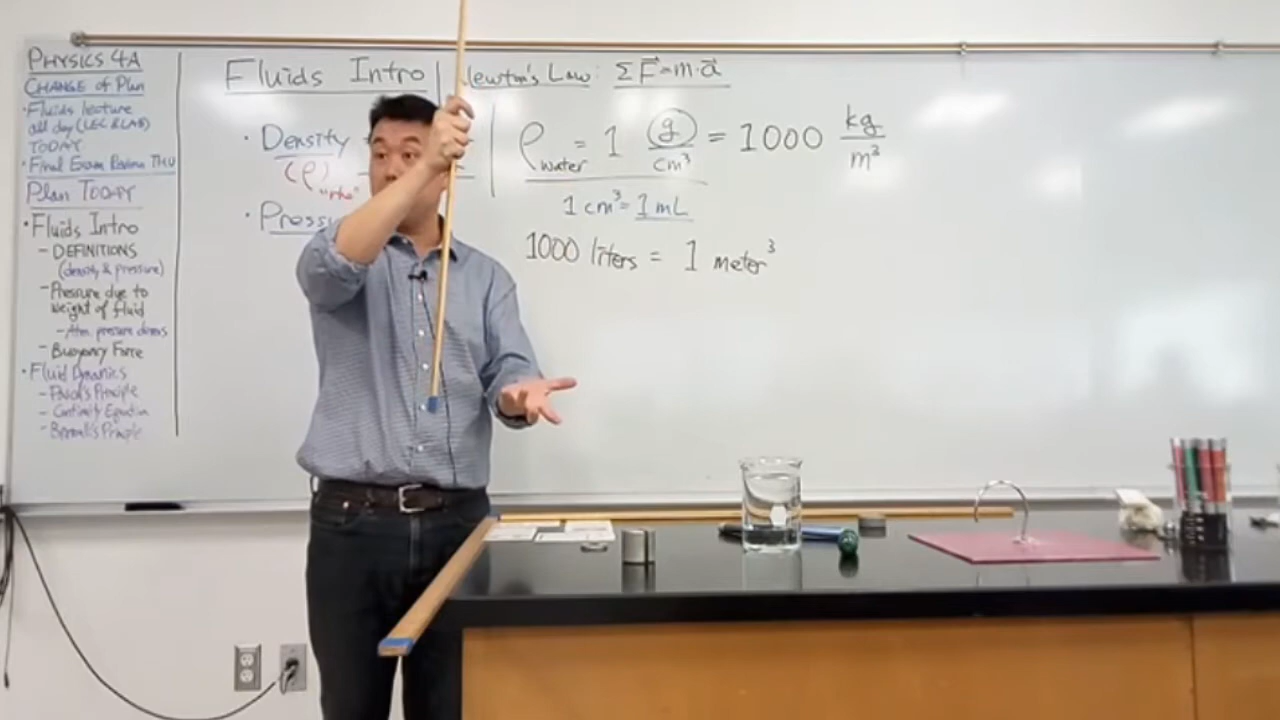 PHYSICS 4A
CHANGE of Plan
• Fluids lecture
all day (LEC & LAB)
TODAY
• Final Exam Review THU
Plan TODAY
• Fluids Intro
- DEFINITIONS
(density & pressure)
- Pressure due to
weight of fluid
- Atm. pressure demos
- Buoyancy Force
• Fluid Dynamics
- Pascal's Principle
- Continuity Equation
- Bernoulli's Principle
Fluids Intro
• Density
(ρ) "rho"
• Pressu
Newton's Law: ΣF⃗=m·a⃗
ρwater = 1 g/cm³ = 1000 kg/m³
1 cm³ = 1 mL
1000 liters = 1 meter³